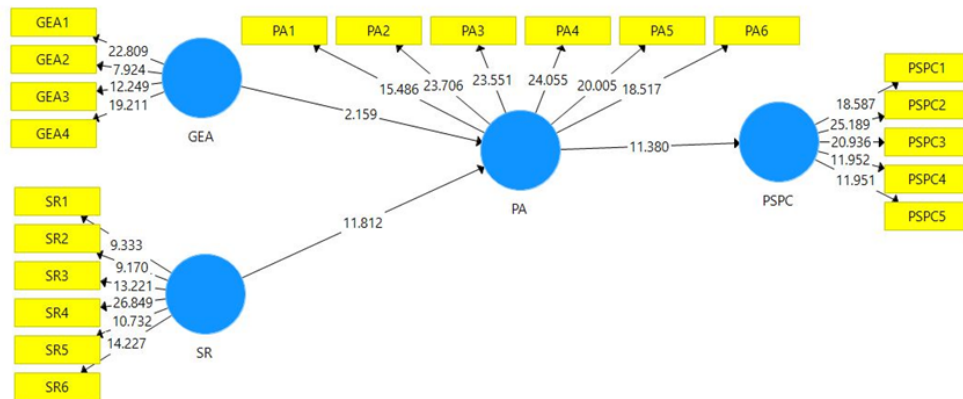 GEA1
GEA2
GEA3
GEA4
22.809
7.924
12.249
19.211
GEA
PA1
PA2
PA3
PA4
PA5
PA6
15.486
23.706
23.551
24.055
20.005
18.517
2.159
PA
11.380
PSPC1
PSPC2
PSPC3
PSPC4
PSPC5
18.587
25.189
20.936
11.952
11.951
PSPC
SR1
SR2
SR3
SR4
SR5
SR6
9.333
9.170
13.221
26.849
10.732
14.227
SR
11.812